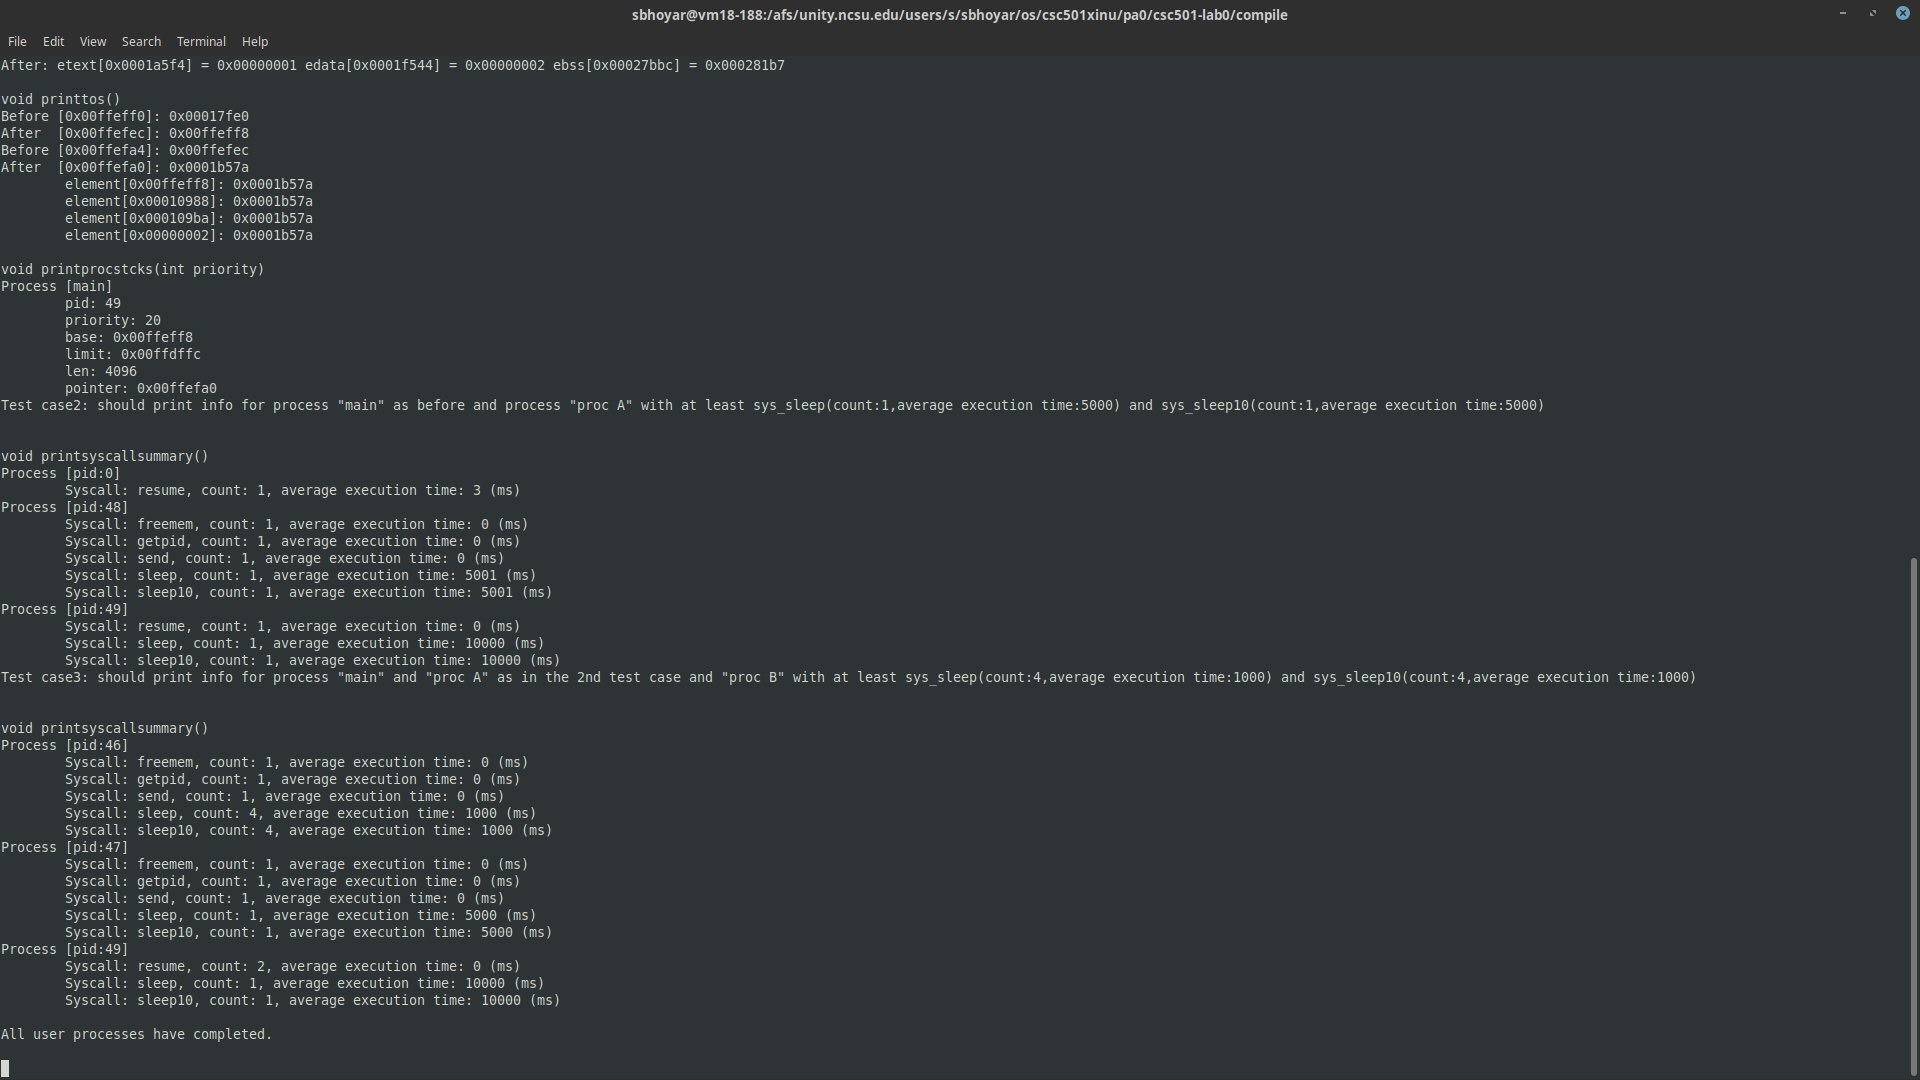 sbhoyar@vm18-188:/afs/unity.ncsu.edu/users/s/sbhoyar/os/csc501xinu/pa0/csc501-lab0/compile
File Edit View Search Terminal Help
After: etext[0x0001a5f4] = 0x00000001 edata[0x0001f544] = 0x00000002 ebss[0x00027bbc] = 0x000281b7
void printtos()
Before [0x00ffeff0]: 0x00017fe0
After  [0x00ffefec]: 0x00ffeff8
Before [0x00ffefa4]: 0x00ffefec
After  [0x00ffefa0]: 0x0001b57a
        element[0x00ffeff8]: 0x0001b57a
        element[0x00010988]: 0x0001b57a
        element[0x000109ba]: 0x0001b57a
        element[0x00000002]: 0x0001b57a
void printprocstcks(int priority)
Process [main]
        pid: 49
        priority: 20
        base: 0x00ffeff8
        limit: 0x00ffdffc
        len: 4096
        pointer: 0x00ffefa0
Test case2: should print info for process "main" as before and process "proc A" with at least sys_sleep(count:1,average execution time:5000) and sys_sleep10(count:1,average execution time:5000)
void printsyscallsummary()
Process [pid:0]
        Syscall: resume, count: 1, average execution time: 3 (ms)
Process [pid:48]
        Syscall: freemem, count: 1, average execution time: 0 (ms)
        Syscall: getpid, count: 1, average execution time: 0 (ms)
        Syscall: send, count: 1, average execution time: 0 (ms)
        Syscall: sleep, count: 1, average execution time: 5001 (ms)
        Syscall: sleep10, count: 1, average execution time: 5001 (ms)
Process [pid:49]
        Syscall: resume, count: 1, average execution time: 0 (ms)
        Syscall: sleep, count: 1, average execution time: 10000 (ms)
        Syscall: sleep10, count: 1, average execution time: 10000 (ms)
Test case3: should print info for process "main" and "proc A" as in the 2nd test case and "proc B" with at least sys_sleep(count:4,average execution time:1000) and sys_sleep10(count:4,average execution time:1000)
void printsyscallsummary()
Process [pid:46]
        Syscall: freemem, count: 1, average execution time: 0 (ms)
        Syscall: getpid, count: 1, average execution time: 0 (ms)
        Syscall: send, count: 1, average execution time: 0 (ms)
        Syscall: sleep, count: 4, average execution time: 1000 (ms)
        Syscall: sleep10, count: 4, average execution time: 1000 (ms)
Process [pid:47]
        Syscall: freemem, count: 1, average execution time: 0 (ms)
        Syscall: getpid, count: 1, average execution time: 0 (ms)
        Syscall: send, count: 1, average execution time: 0 (ms)
        Syscall: sleep, count: 1, average execution time: 5000 (ms)
        Syscall: sleep10, count: 1, average execution time: 5000 (ms)
Process [pid:49]
        Syscall: resume, count: 2, average execution time: 0 (ms)
        Syscall: sleep, count: 1, average execution time: 10000 (ms)
        Syscall: sleep10, count: 1, average execution time: 10000 (ms)
All user processes have completed.